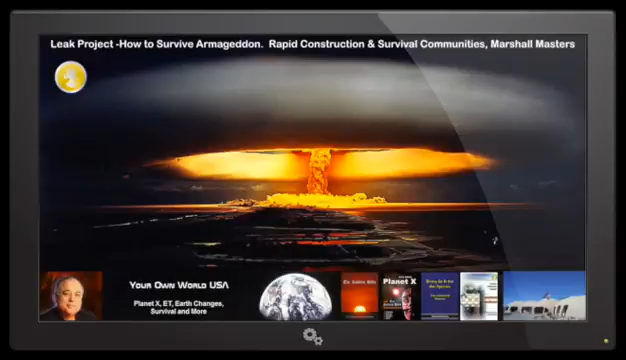 Leak Project -How to Survive Armageddon. Rapid Construction & Survival Communities, Marshall Masters
YOUR OWN WORLD USA
Planet X, ET, Earth Changes,
Survival and More
Planet X